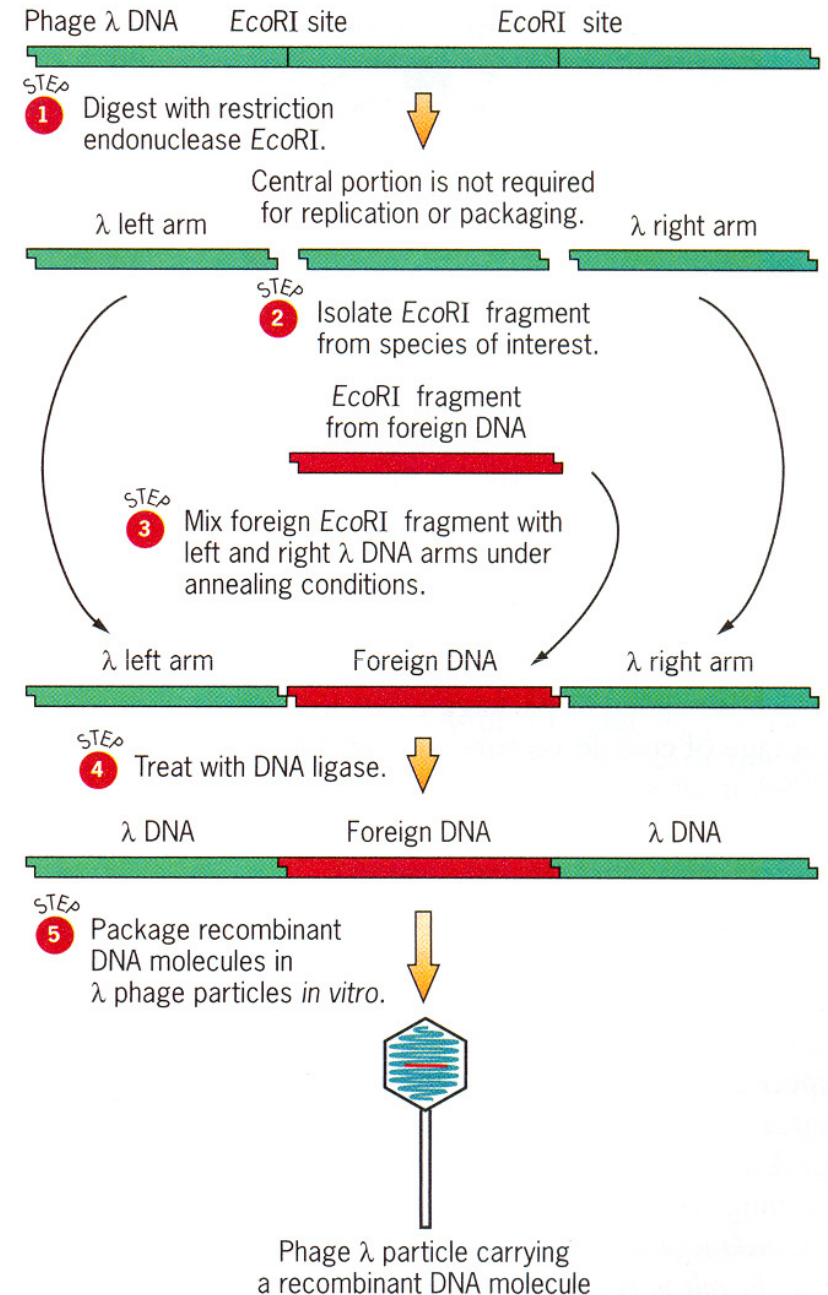 Phage λ DNA EcoRI site EcoRI site
STEP
1
Digest with restriction
endonuclease EcoRI.
Central portion is not required
for replication or packaging.
λ left arm
λ right arm
STEP
2
Isolate EcoRI fragment
from species of interest.
EcoRI fragment
from foreign DNA
STEP
3
Mix foreign EcoRI fragment with
left and right λ DNA arms under
annealing conditions.
λ left arm Foreign DNA λ right arm
STEP
4
Treat with DNA ligase.
λ DNA Foreign DNA λ DNA
STEP
5
Package recombinant
DNA molecules in
λ phage particles in vitro.
Phage λ particle carrying
a recombinant DNA molecule